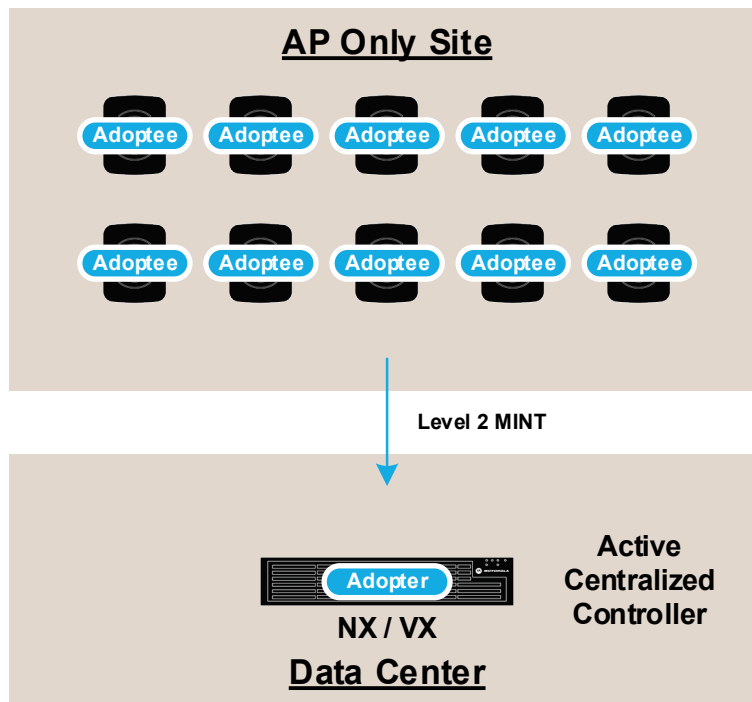 AP Only Site
Adoptee Adoptee Adoptee Adoptee Adoptee
Adoptee Adoptee Adoptee Adoptee Adoptee
Level 2 MINT
MOTOROLA
Adopter
NX / VX
Active
Centralized
Controller
Data Center